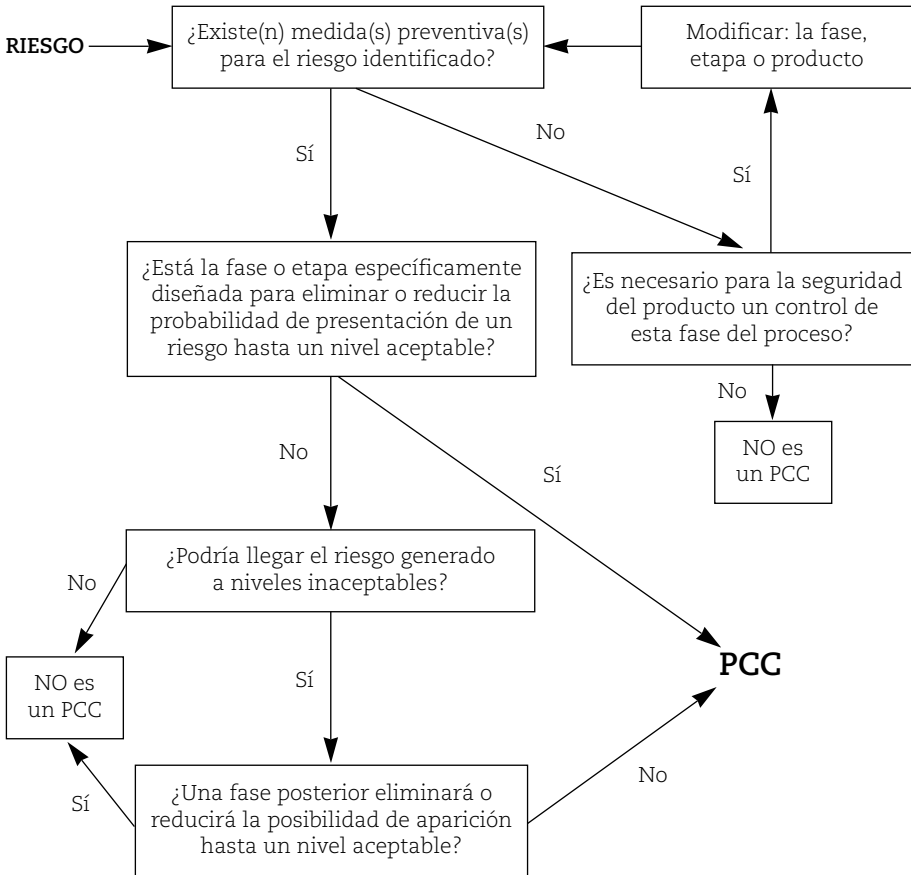 RIESGO
¿Existe(n) medida(s) preventiva(s)
para el riesgo identificado?
Modificar: la fase,
etapa o producto
No
Sí
Sí
¿Está la fase o etapa específicamente
diseñada para eliminar o reducir la
probabilidad de presentación de un
riesgo hasta un nivel aceptable?
¿Es necesario para la seguridad
del producto un control de
esta fase del proceso?
No
NO es
un PCC
No
Sí
¿Podría llegar el riesgo generado
a niveles inaceptables?
No
Sí
NO es
un PCC
PCC
No
Sí
¿Una fase posterior eliminará o
reducirá la posibilidad de aparición
hasta un nivel aceptable?